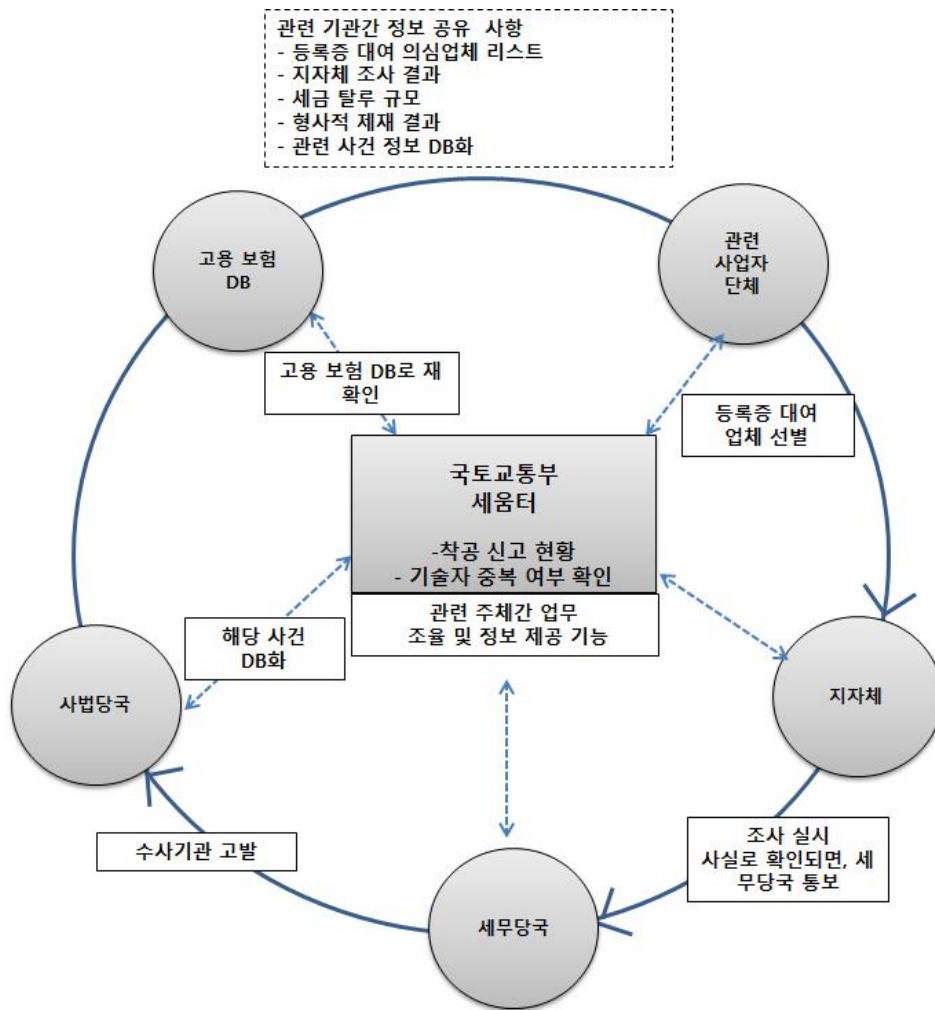 관련 기관간 정보 공유 사항
- 등록증 대여 의심업체 리스트
- 지자체 조사 결과
- 세금 탈루 규모
- 형사적 제재 결과
- 관련 사건 정보 DB화
고용 보험
DB
관련
사업자
단체
고용 보험 DB로 재
확인
등록증 대여
업체 선별
국토교통부
세움터
-착공 신고 현황
- 기술자 중복 여부 확인
관련 주체간 업무
조율 및 정보 제공 기능
해당 사건
DB화
사법당국
지자체
수사기관 고발
조사 실시
사실로 확인되면, 세
무당국 통보
세무당국